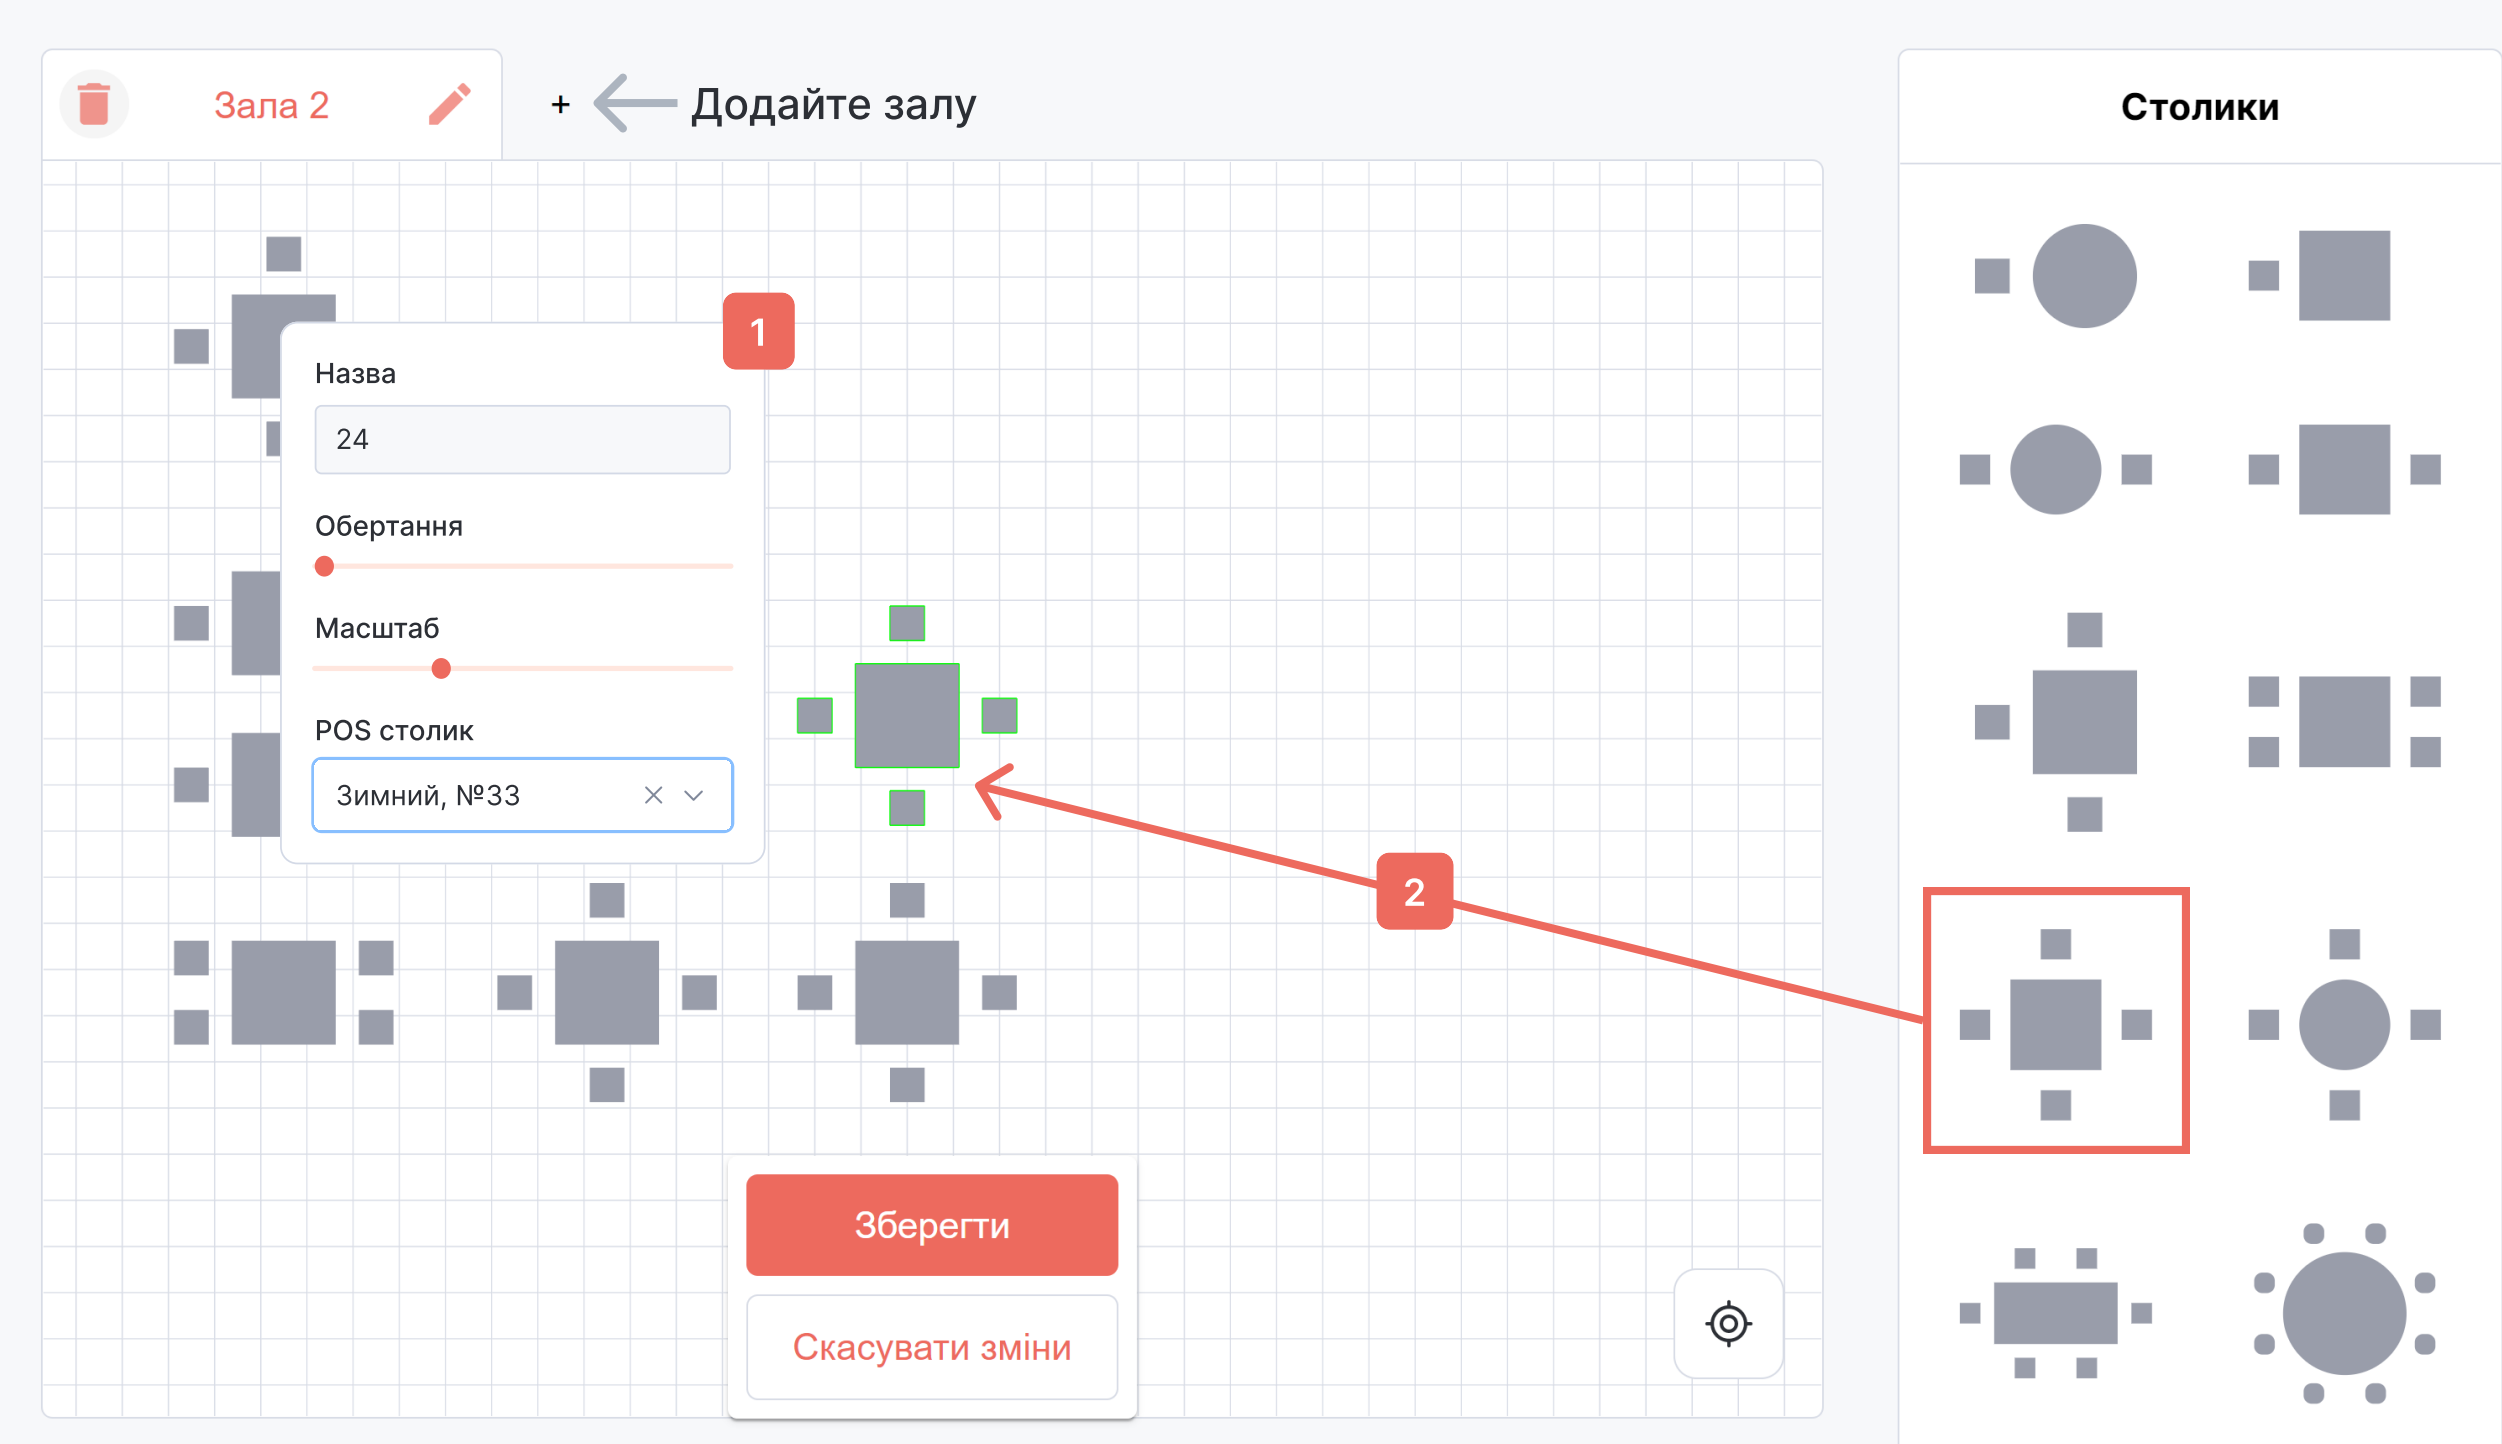 Зала 2
+
Додайте залу
Столики
1
Назва
24
Обертання
Масштаб
POS столик
Зимний, №33
2
Зберегти
Скасувати зміни